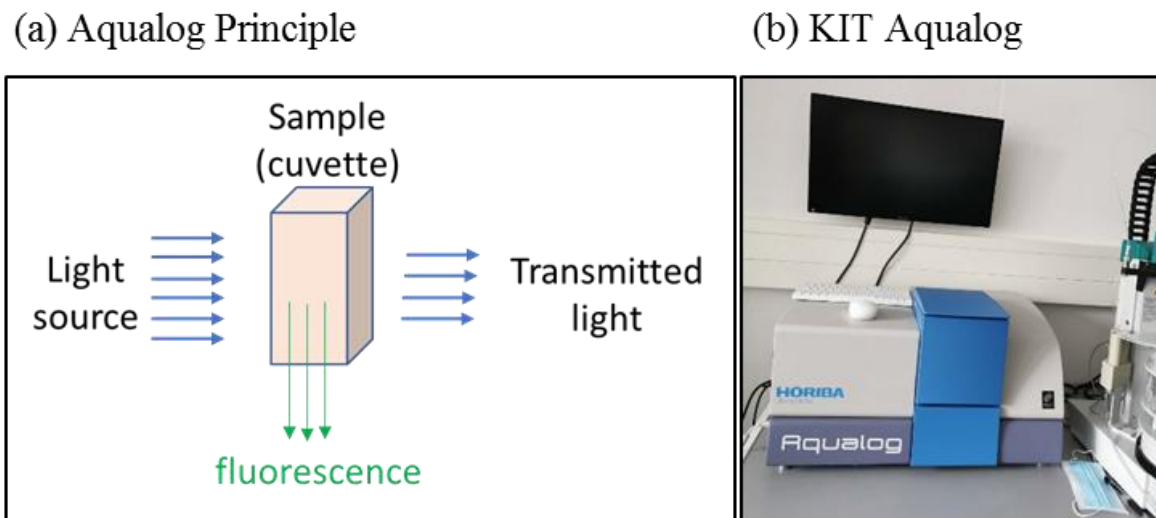 (a) Aqualog Principle
(b) KIT Aqualog
Sample
(cuvette)
Light
source
Transmitted
light
fluorescence
HORIBA
Aqualog